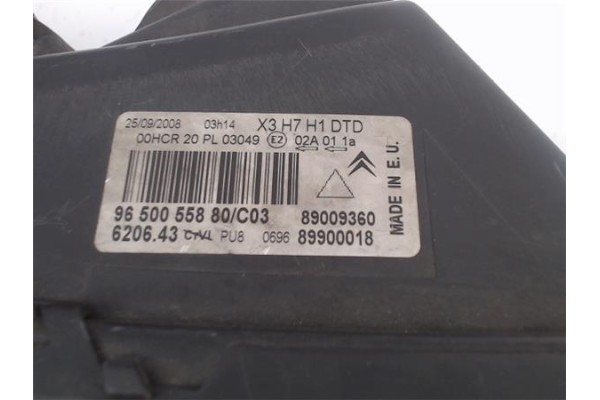 25/09/2008 03h14 X3 H7 H1 DTD
00HCR 20 PL 03049 E2 02A 01 1a
96 500 558 80/C03 89009360
6206.43 PU8 0696 89900018
MADE IN E.U.